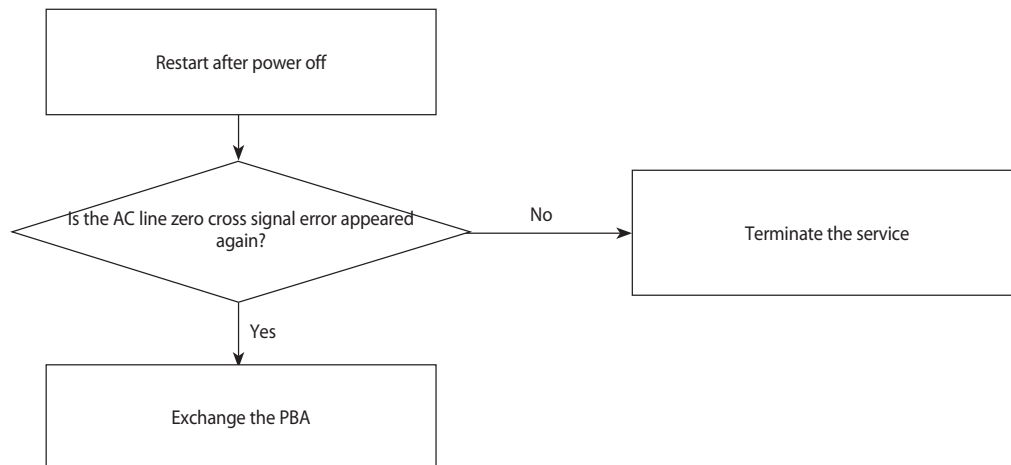 Restart after power off
Is the AC line zero cross signal error appeared
again?
No
Terminate the service
Yes
Exchange the PBA